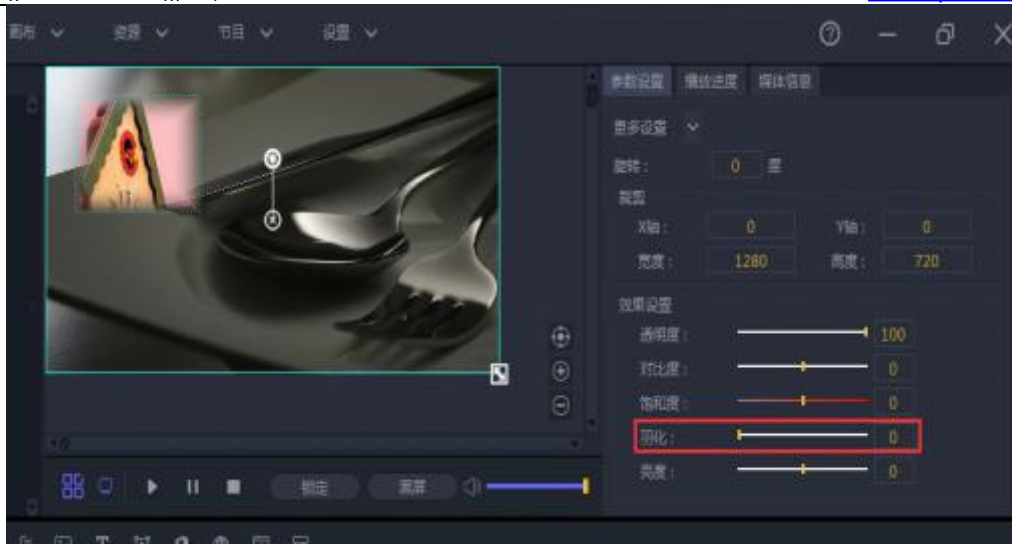 画布 资源 节目 设置
参数设置 播放进度 媒体信息
更多设置
旋转： 0 度
裁剪
X轴： 0 Y轴： 0
宽度： 1280 高度： 720
效果设置
透明度： 100
对比度： 0
饱和度： 0
羽化： 0
亮度： 0
锁定 黑屏